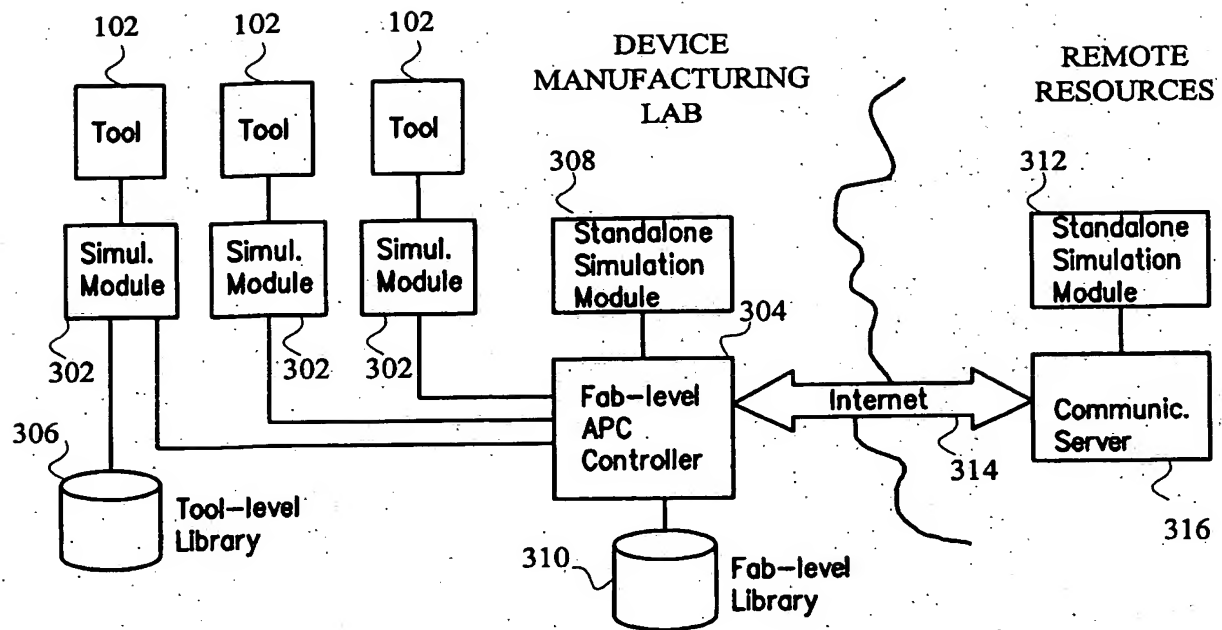 102
102
102
DEVICE
MANUFACTURING
LAB
REMOTE
RESOURCES
Tool
Tool
Tool
308
312
Simul.
Module
Simul.
Module
Simul.
Module
Standalone
Simulation
Module
Standalone
Simulation
Module
302
302
302
304
Fab-level
APC
Controller
Internet
314
Communic.
Server
316
306
Tool-level
Library
310
Fab-level
Library